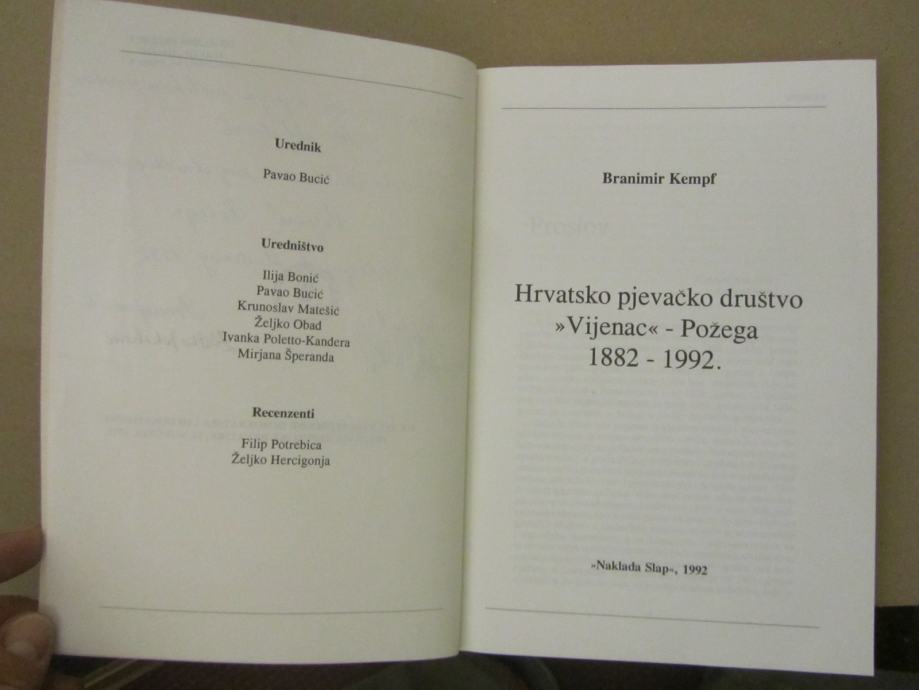 Urednik
Pavao Bucić
Uredništvo
Ilija Bonić
Pavao Bucić
Krunoslav Matešić
Željko Obad
Ivanka Poletto-Kandera
Mirjana Šperanda
Recenzenti
Filip Potrebica
Željko Hercigonja
Branimir Kempf
Proslov
Hrvatsko pjevačko društvo
»Vijenac« - Požega
1882 - 1992.
»Naklada Slap«, 1992